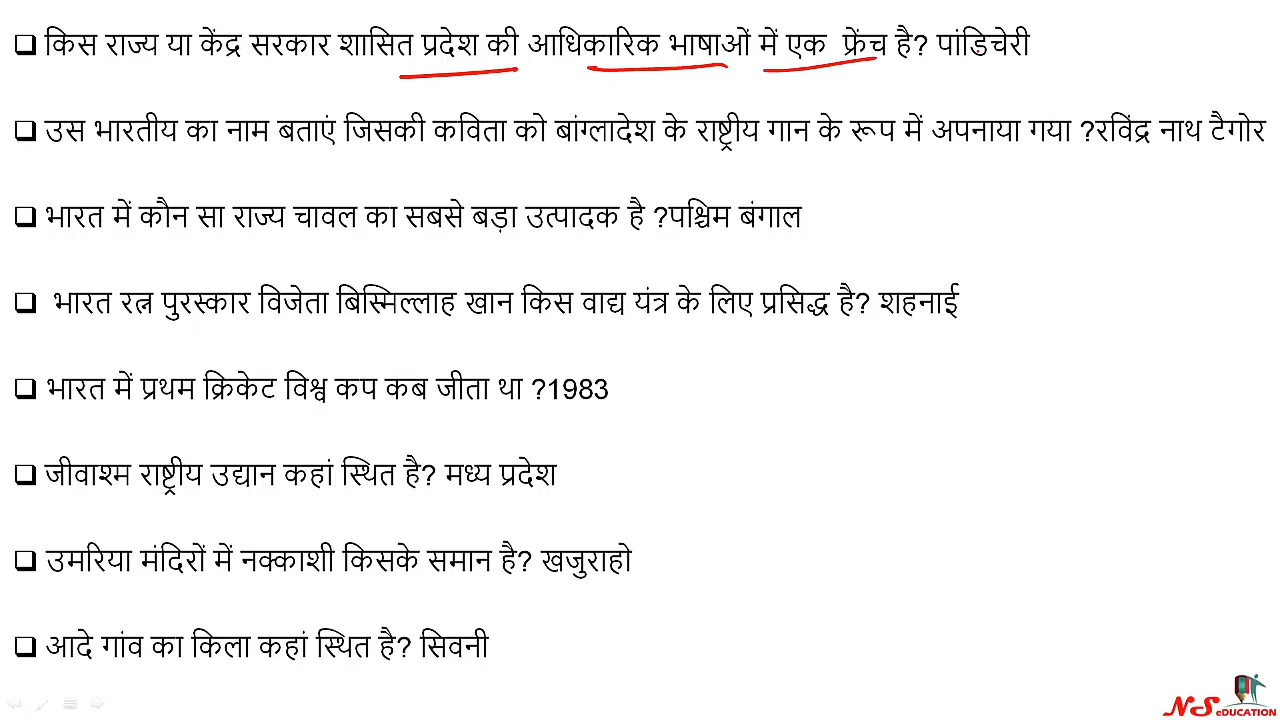 किस राज्य या केंद्र सरकार शासित प्रदेश की आधिकारिक भाषाओं में एक फ्रेंच है? पांडिचेरी
उस भारतीय का नाम बताएं जिसकी कविता को बांग्लादेश के राष्ट्रीय गान के रूप में अपनाया गया ?रविंद्र नाथ टैगोर
भारत में कौन सा राज्य चावल का सबसे बड़ा उत्पादक है ?पश्चिम बंगाल
भारत रत्न पुरस्कार विजेता बिस्मिल्लाह खान किस वाद्य यंत्र के लिए प्रसिद्ध है? शहनाई
भारत में प्रथम क्रिकेट विश्व कप कब जीता था ?1983
जीवाश्म राष्ट्रीय उद्यान कहां स्थित है? मध्य प्रदेश
उमरिया मंदिरों में नक्काशी किसके समान है? खजुराहो
आदे गांव का किला कहां स्थित है? सिवनी
NS eDUCATION